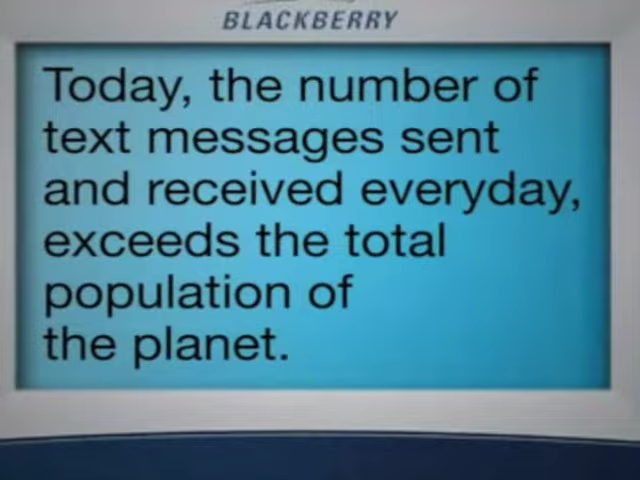 BLACKBERRY
Today, the number of
text messages sent
and received everyday,
exceeds the total
population of
the planet.